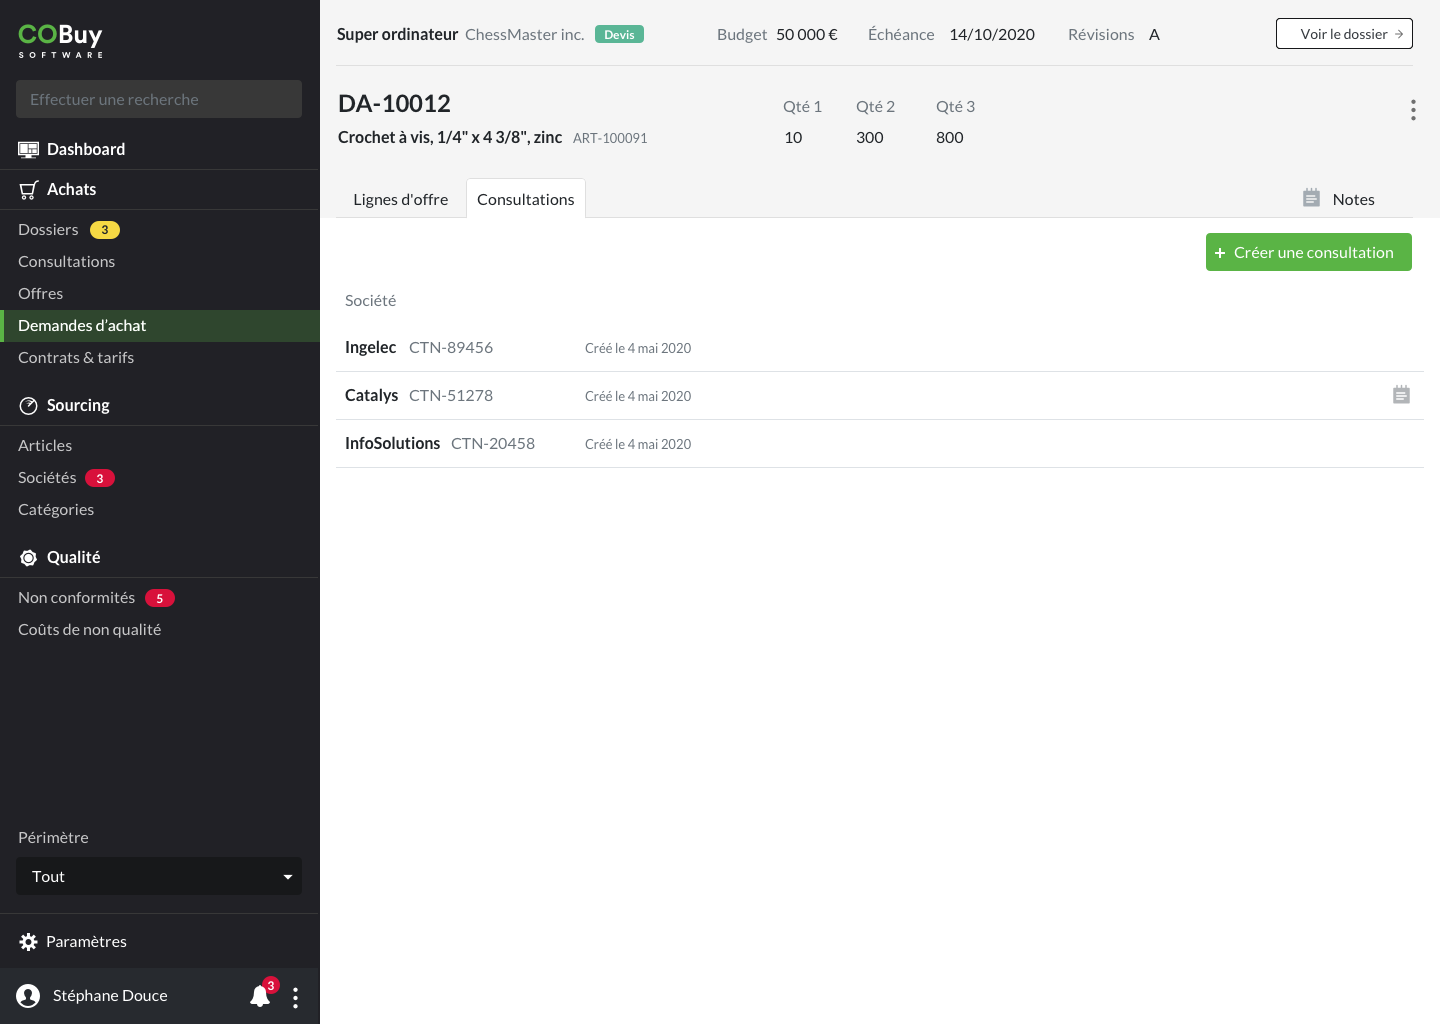 COBuy
SOFTWARE
Effectuer une recherche
Dashboard
Achats
Dossiers 3
Consultations
Offres
Demandes d’achat
Contrats & tarifs
Sourcing
Articles
Sociétés 3
Catégories
Qualité
Non conformités 5
Coûts de non qualité
Périmètre
Tout
Paramètres
Stéphane Douce 3
Super ordinateur ChessMaster inc. Devis Budget 50 000 € Échéance 14/10/2020 Révisions A Voir le dossier
DA-10012 Qté 1 Qté 2 Qté 3
Crochet à vis, 1/4" x 4 3/8", zinc ART-100091 10 300 800
Lignes d'offre Consultations Notes
+ Créer une consultation
Société
Ingelec CTN-89456 Créé le 4 mai 2020
Catalys CTN-51278 Créé le 4 mai 2020
InfoSolutions CTN-20458 Créé le 4 mai 2020